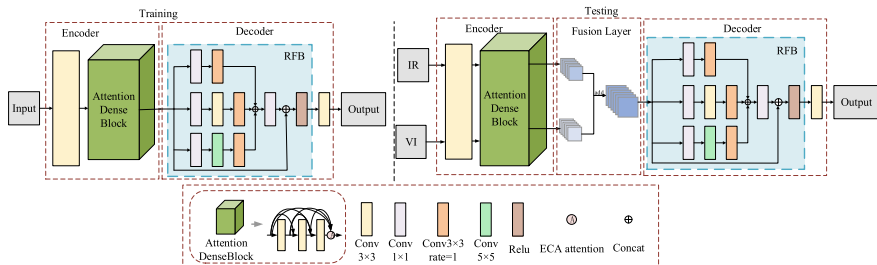 Training
Encoder
Decoder
RFB
Input
Attention
Dense
Block
Output
Testing
Encoder
Fusion Layer
Decoder
RFB
IR
VI
Attention
Dense
Block
add
Output
Attention
DenseBlock
A
Conv
3×3
Conv
1×1
Conv3×3
rate=1
Conv
5×5
Relu
A
ECA attention
Concat